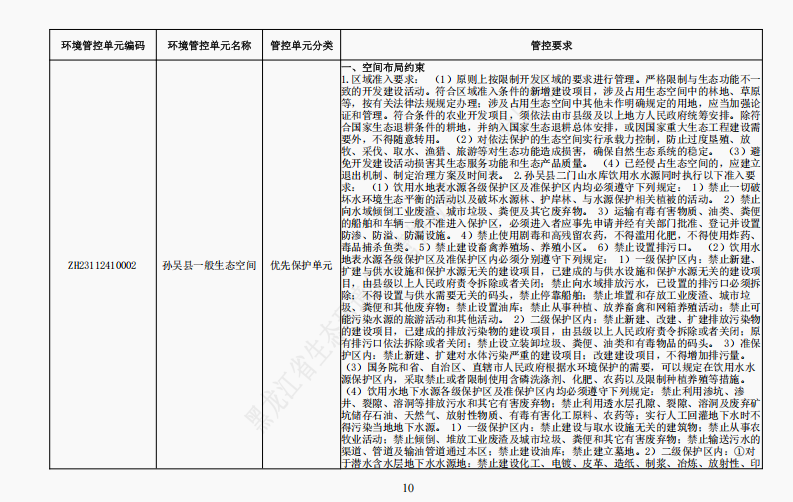 环境管控单元编码 环境管控单元名称 管控单元分类 管控要求
一、空间布局约束
1.区域准入要求：（1）原则上按限制开发区域的要求进行管理。严格限制与生态功能不一
致的开发建设活动。符合区域准入条件的新增建设项目，涉及占用生态空间中的林地、草原
等，按有关法律法规规定办理；涉及占用生态空间中其他未作明确规定的用地，应当加强论
证和管理。符合条件的农业开发项目，须依法由市县级及以上地方人民政府统筹安排。除符
合国家生态退耕条件的耕地，并纳入国家生态退耕总体安排，或因国家重大生态工程建设需
要外，不得随意转用。（2）对依法保护的生态空间实行承载力控制，防止过度垦殖、放
牧、采伐、取水、渔猎、旅游等对生态功能造成损害，确保自然生态系统的稳定。（3）避
免开发建设活动损害其生态服务功能和生态产品质量。（4）已经侵占生态空间的，应建立
退出机制、制定治理方案及时间表。 2.孙吴县二门山水库饮用水水源同时执行以下准入要
求：（1）饮用水地表水源各级保护区及准保护区内均必须遵守下列规定：1）禁止一切破
坏水环境生态平衡的活动以及破坏水源林、护岸林、与水源保护相关植被的活动。2）禁止
向水域倾倒工业废渣、城市垃圾、粪便及其它废弃物。3）运输有毒有害物质、油类、粪便
的船舶和车辆一般不准进入保护区，必须进入者应事先申请并经有关部门批准、登记并设置
防渗、防溢、防漏设施。4）禁止使用剧毒和高残留农药，不得滥用化肥，不得使用炸药、
毒品捕杀鱼类。5）禁止建设畜禽养殖场、养殖小区。6）禁止设置排污口。（2）饮用水地
表水源各级保护区及准保护区内必须分别遵守下列规定：1）一级保护区内：禁止新建、
扩建与供水设施和保护水源无关的建设项目，已建成的与供水设施和保护水源无关的建设项
目，由县级以上人民政府责令拆除或者关闭；禁止向水域排放污水，已设置的排污口必须拆
除；不得设置与供水需要无关的码头，禁止停靠船舶；禁止堆置和存放工业废渣、城市垃
圾、粪便和其他废弃物；禁止设置油库；禁止从事种植、放养畜禽和网箱养殖活动；禁止可
能污染水源的旅游活动和其他活动。2）二级保护区内：禁止新建、改建、扩建排放污染物
的建设项目，已建成的排放污染物的建设项目，由县级以上人民政府责令拆除或者关闭；原
有排污口依法拆除或者关闭；禁止设立装卸垃圾、粪便、油类和有毒物品的码头。3）准保
护区内：禁止新建、扩建对水体污染严重的建设项目；改建建设项目，不得增加排污量。
（3）国务院和省、自治区、直辖市人民政府根据水环境保护的需要，可以规定在饮用水水
源保护区内，采取禁止或者限制使用含磷洗涤剂、化肥、农药以及限制种植养殖等措施。
（4）饮用水地下水水源各级保护区及准保护区内均必须遵守下列规定：禁止利用渗坑、渗
井、裂隙、溶洞等排放污水和其它有害废弃物；禁止利用透水层孔隙、裂隙、溶洞及废弃矿
坑储存石油、天然气、放射性物质、有毒有害化工原料、农药等；实行人工回灌地下水时不
得污染当地地下水源。1）一级保护区内：禁止建设与取水设施无关的建筑物；禁止从事农
牧业活动；禁止倾倒、堆放工业废渣及城市垃圾、粪便和其它有害废弃物；禁止输送污水的
渠道、管道及输油管道通过本区；禁止建设油库；禁止建立墓地。2）二级保护区内：①对
于潜水含水层地下水水源地：禁止建设化工、电镀、皮革、造纸、制浆、冶炼、放射性、印
ZH23112410002 孙吴县一般生态空间 优先保护单元
10